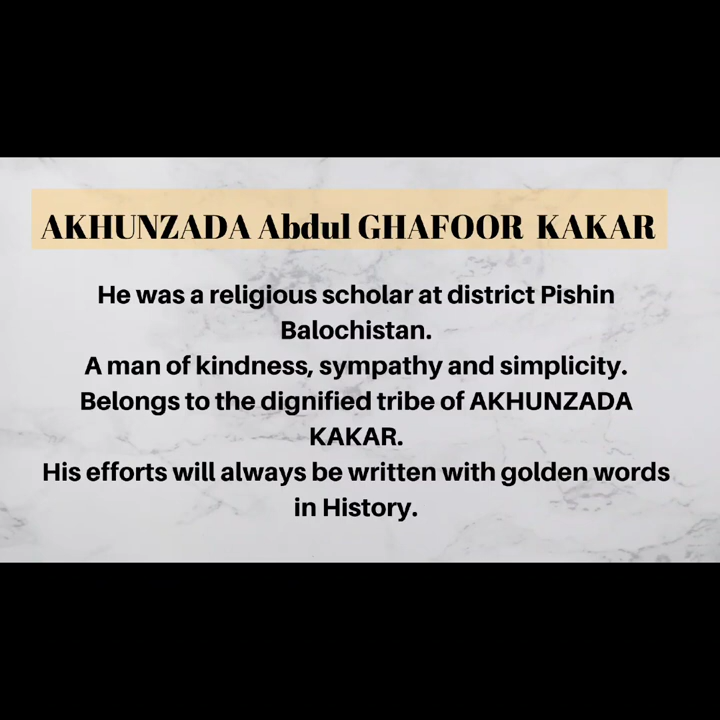 AKHUNZADA Abdul GHAFOOR KAKAR
He was a religious scholar at district Pishin
Balochistan.
A man of kindness, sympathy and simplicity.
Belongs to the dignified tribe of AKHUNZADA
KAKAR.
His efforts will always be written with golden words
in History.